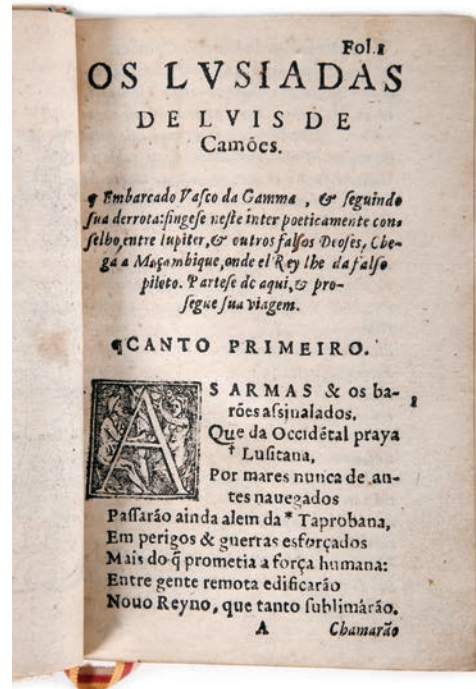 Fol.1
OS LVSIADAS
DE LVIS DE
Camões.
¶ Embarcado Vasco da Gamma, & seguindo
sua derrota: fingese neste inter poeticamente con-
selho, entre Iupiter, & outros falsos Deoses, Che-
ga a Moçambique, onde el Rey lhe da falso
piloto. Partese de aqui, & pro-
segue sua viagem.
¶CANTO PRIMEIRO.
AS ARMAS & os ba-
rões assinalados, 1
Que da Occidẽtal praya
† Lusitana,
Por mares nunca de an-
tes nauegados
Passarão ainda alem da * Taprobana,
Em perigos & guerras esforçados
Mais do q̃ prometia a força humana:
Entre gente remota edificarão
Nouo Reyno, que tanto sublimárão.
A Chamarão